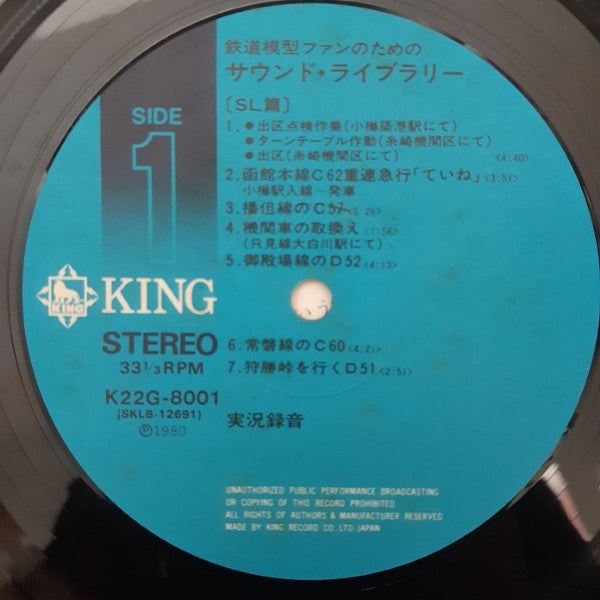 鉄道模型ファンのための
サウンド・ライブラリー
SIDE
1
〔SL篇〕
1.●出区点検作業(小樽築港駅にて)
●ターンテーブル作動(糸崎機関区にて)
●出区(糸崎機関区にて) <4:40>
2.函館本線C62重連急行「ていね」<3:51>
小樽駅入線~発車
3.播但線のC57<5:26>
4.機関車の取換え<1:56>
(只見線大白川駅にて)
5.御殿場線のD52<4:13>
KING
KING
STEREO
33 1/3 RPM
6.常磐線のC60<4:21>
7.狩勝峠を行くD51<2:51>
K22G-8001
(SKLB-12691)
Ⓟ1980
実況録音
UNAUTHORIZED PUBLIC PERFORMANCE BROADCASTING
OR COPYING OF THIS RECORD PROHIBITED
ALL RIGHTS OF AUTHORS & MANUFACTURER RESERVED
MADE BY KING RECORD CO. LTD JAPAN